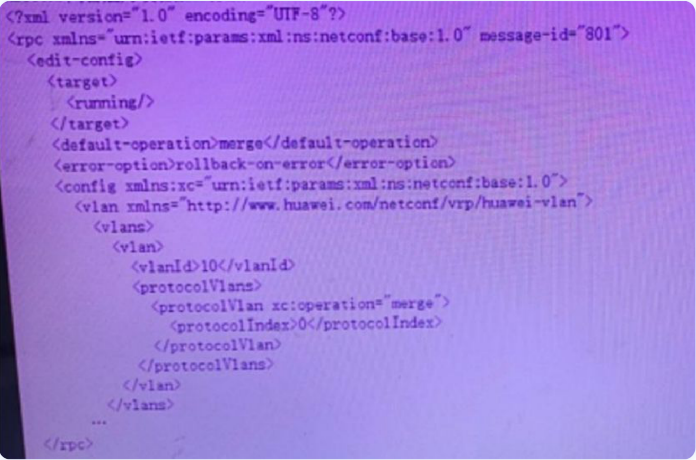 <?xml version="1.0" encoding="UTF-8"?>
<rpc xmlns="urn:ietf:params:xml:ns:netconf:base:1.0" message-id="801">
<edit-config>
<target>
<running/>
</target>
<default-operation>merge</default-operation>
<error-option>rollback-on-error</error-option>
<config xmlns:xc="urn:ietf:params:xml:ns:netconf:base:1.0">
<vlan xmlns="http://www.huawei.com/netconf/vrp/huawei-vlan">
<vlans>
<vlan>
<vlanId>10</vlanId>
<protocolVlans>
<protocolVlan xc:operation="merge">
<protocolIndex>0</protocolIndex>
</protocolVlan>
</protocolVlans>
</vlan>
</vlans>
...
</rpc>